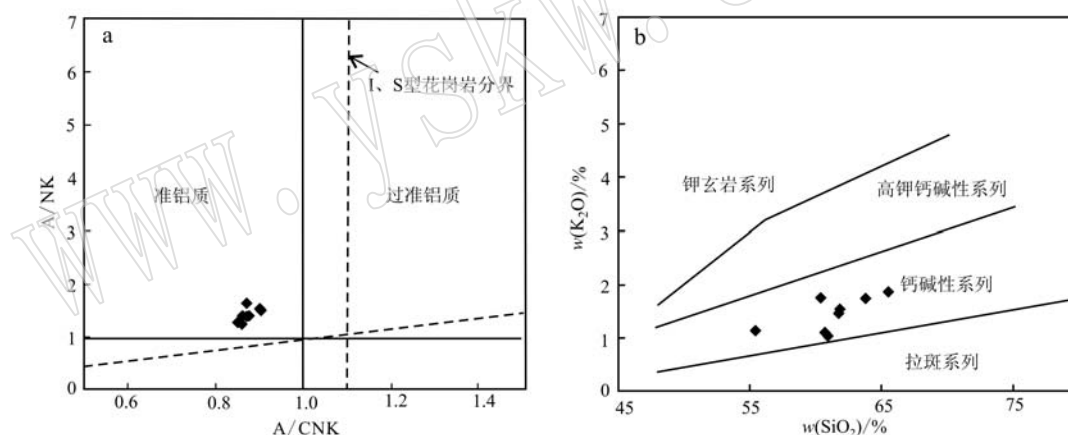 a
7
6
5
4
3
2
1
0
A/NK
I、S型花岗岩分界
准铝质
过准铝质
0.6
0.8
1.0
1.2
1.4
A/CNK
b
7
6
5
4
3
2
1
0
w(K₂O)/%
钾玄岩系列
高钾钙碱性系列
钙碱性系列
拉斑系列
45
55
65
75
w(SiO₂)/%
www.yskw.